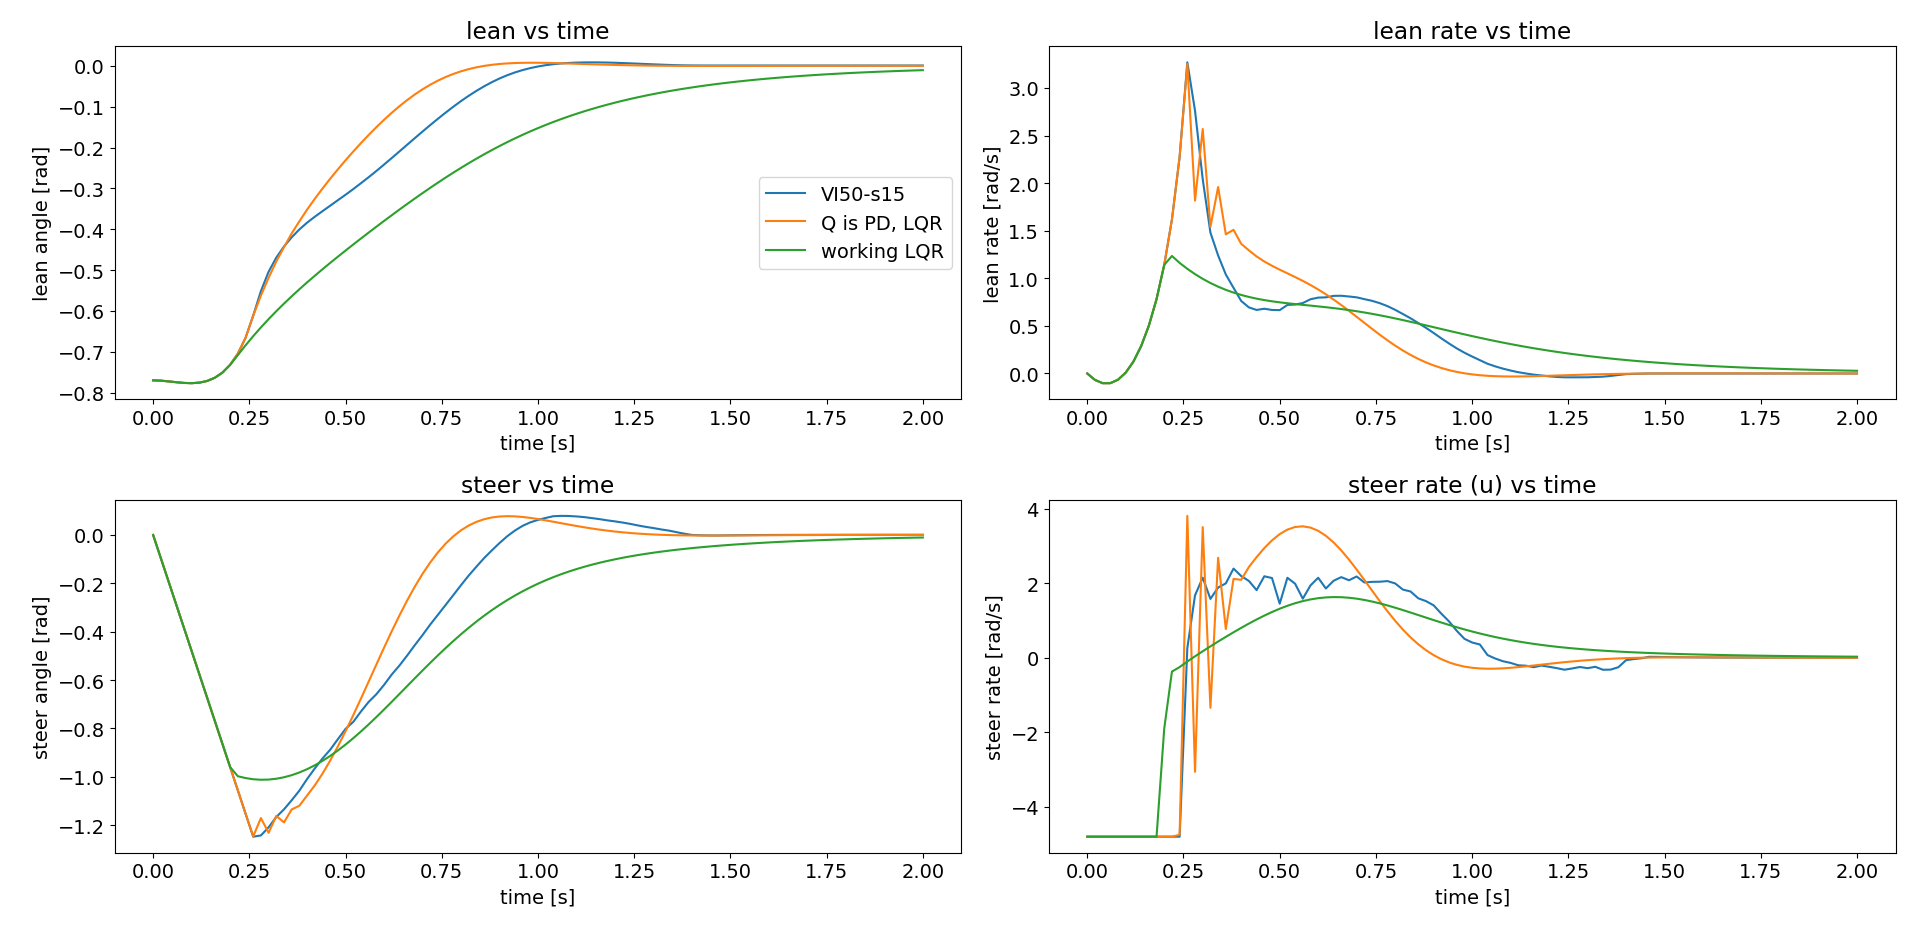 lean vs time
lean angle [rad]
0.0
−0.1
−0.2
−0.3
−0.4
−0.5
−0.6
−0.7
−0.8
VI50-s15
Q is PD, LQR
working LQR
0.00 0.25 0.50 0.75 1.00 1.25 1.50 1.75 2.00
time [s]
lean rate vs time
lean rate [rad/s]
3.0
2.5
2.0
1.5
1.0
0.5
0.0
0.00 0.25 0.50 0.75 1.00 1.25 1.50 1.75 2.00
time [s]
steer vs time
steer angle [rad]
0.0
−0.2
−0.4
−0.6
−0.8
−1.0
−1.2
0.00 0.25 0.50 0.75 1.00 1.25 1.50 1.75 2.00
time [s]
steer rate (u) vs time
steer rate [rad/s]
4
2
0
−2
−4
0.00 0.25 0.50 0.75 1.00 1.25 1.50 1.75 2.00
time [s]